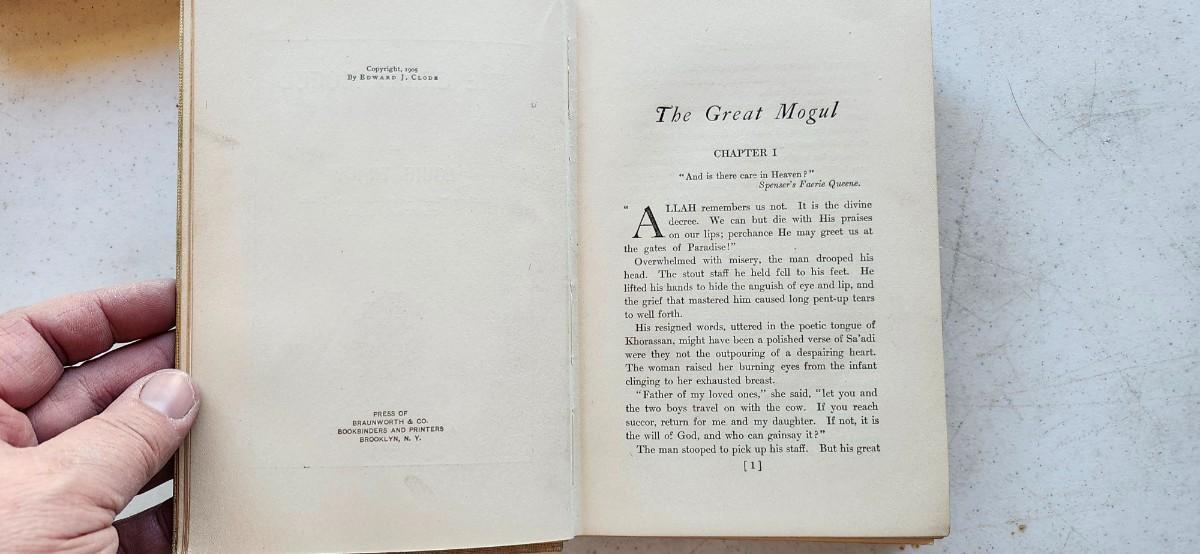 Copyright, 1905
By EDWARD J. CLODE
PRESS OF
BRAUNWORTH & CO.
BOOKBINDERS AND PRINTERS
BROOKLYN, N. Y.
The Great Mogul
CHAPTER I
"And is there care in Heaven?"
Spenser's Faerie Queene.
"ALLAH remembers us not. It is the divine
decree. We can but die with His praises
on our lips; perchance He may greet us at
the gates of Paradise!"
Overwhelmed with misery, the man drooped his
head. The stout staff he held fell to his feet. He
lifted his hands to hide the anguish of eye and lip, and
the grief that mastered him caused long pent-up tears
to well forth.
His resigned words, uttered in the poetic tongue of
Khorassan, might have been a polished verse of Sa'adi
were they not the outpouring of a despairing heart.
The woman raised her burning eyes from the infant
clinging to her exhausted breast.
"Father of my loved ones," she said, "let you and
the two boys travel on with the cow. If you reach
succor, return for me and my daughter. If not, it is
the will of God, and who can gainsay it?"
The man stooped to pick up his staff. But his great
[1]